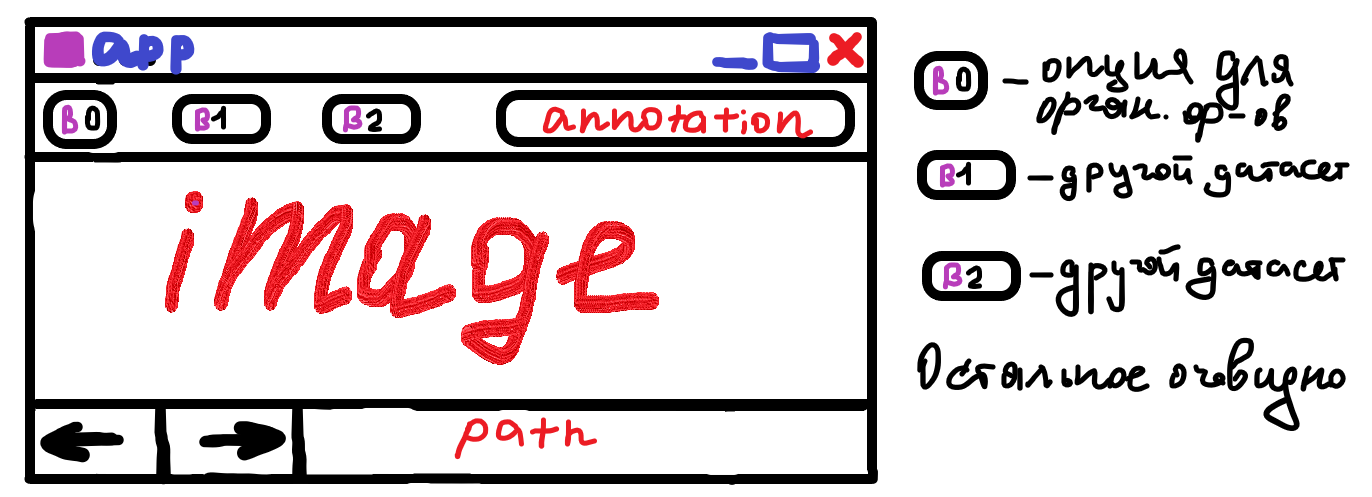 app
B0 B1 B2 annotation
image
path
B0 - опция для
орган. ф-ов
B1 - другой датасет
B2 - другой датасет
Остальное очевидно